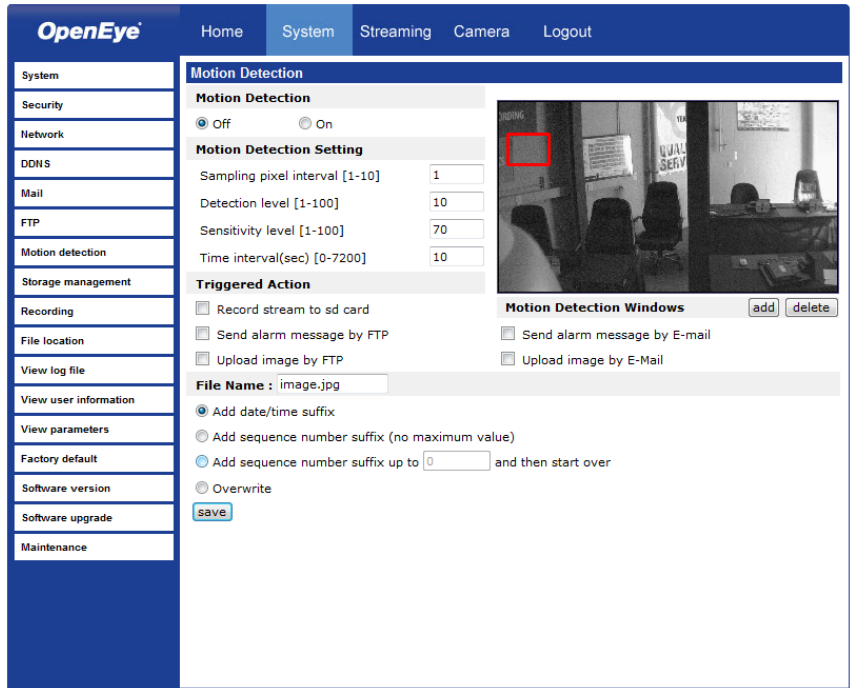 OpenEye
Home System Streaming Camera Logout
System
Security
Network
DDNS
Mail
FTP
Motion detection
Storage management
Recording
File location
View log file
View user information
View parameters
Factory default
Software version
Software upgrade
Maintenance
Motion Detection
Motion Detection
Off On
Motion Detection Setting
Sampling pixel interval [1-10] 1
Detection level [1-100] 10
Sensitivity level [1-100] 70
Time interval(sec) [0-7200] 10
Triggered Action
Record stream to sd card
Send alarm message by FTP
Upload image by FTP
Motion Detection Windows add delete
Send alarm message by E-mail
Upload image by E-Mail
File Name : image.jpg
Add date/time suffix
Add sequence number suffix (no maximum value)
Add sequence number suffix up to 0 and then start over
Overwrite
save